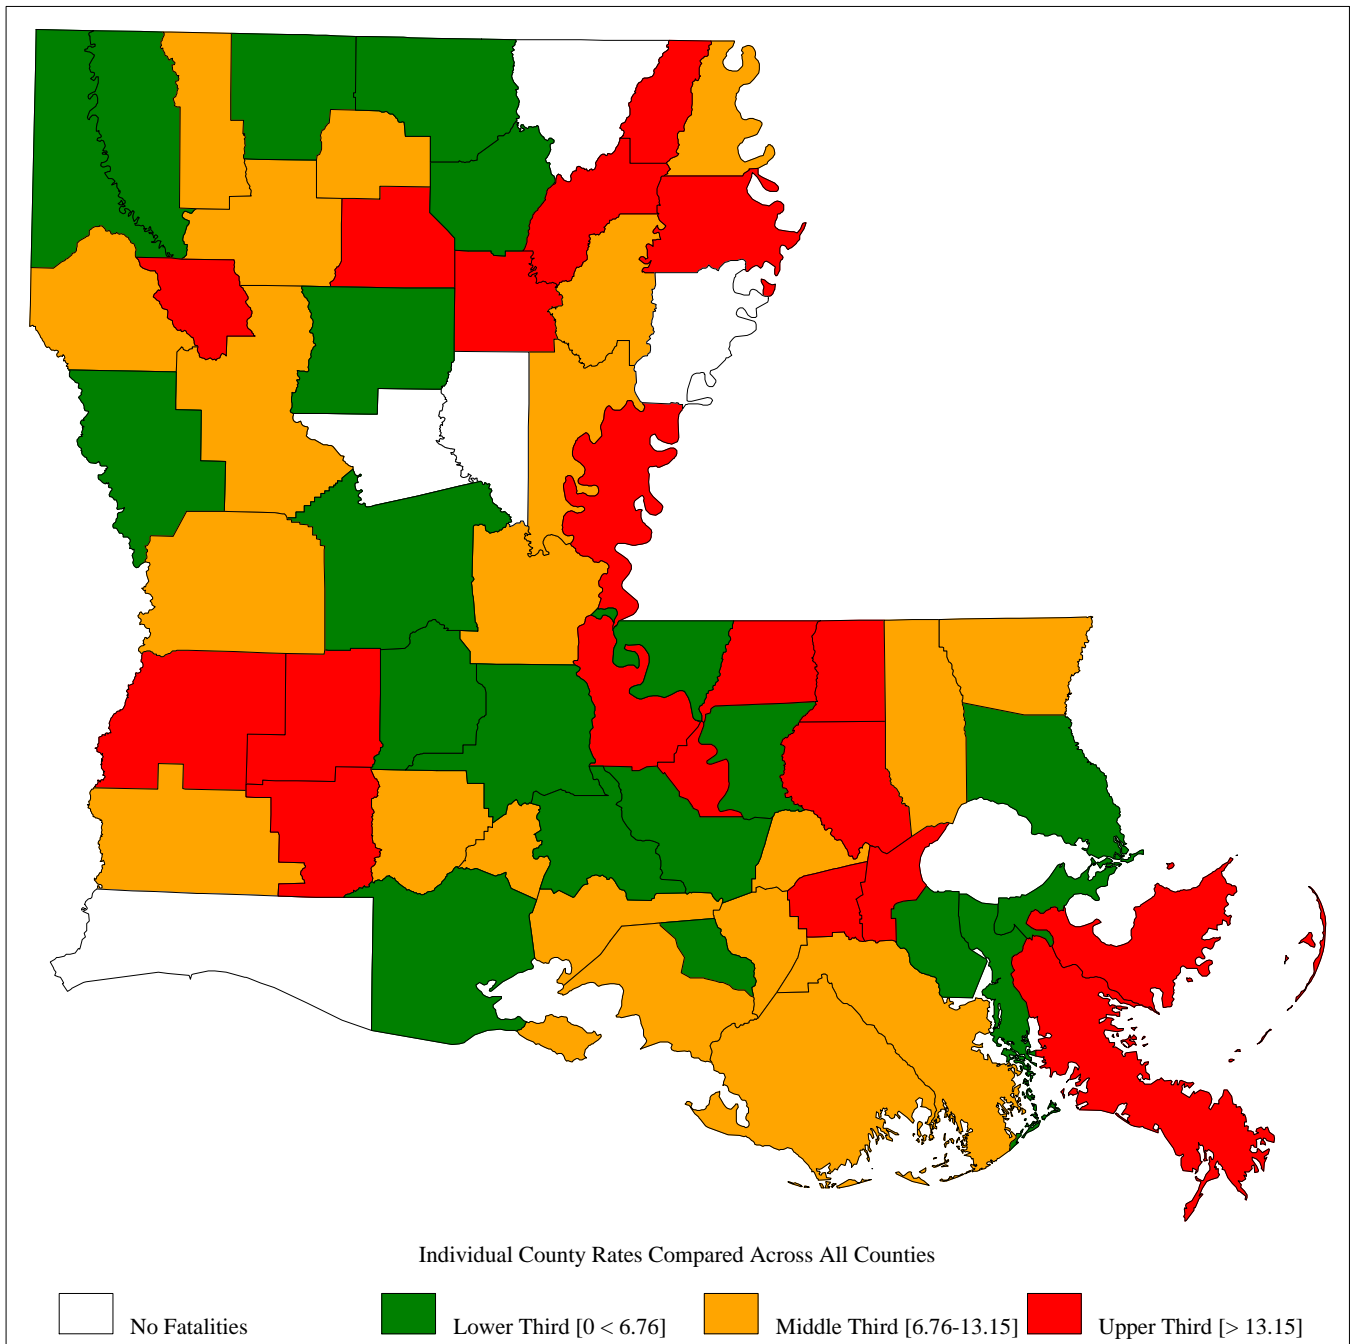 Individual County Rates Compared Across All Counties
No Fatalities Lower Third [0 < 6.76] Middle Third [6.76-13.15] Upper Third [> 13.15]